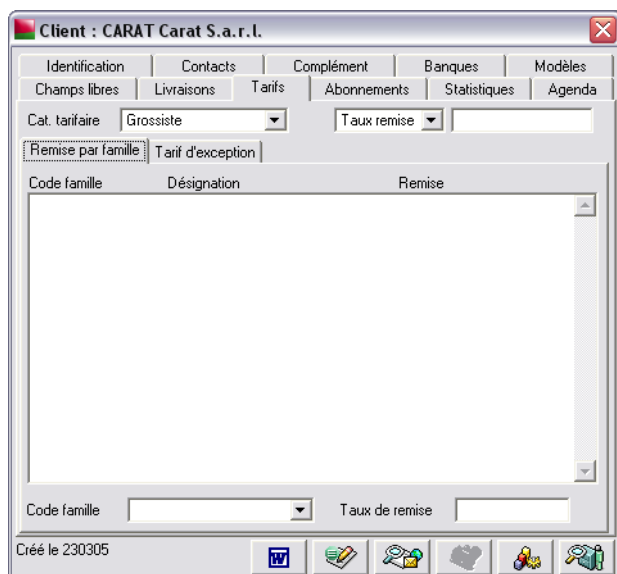 Client : CARAT Carat S.a.r.l.
Identification Contacts Complément Banques Modèles
Champs libres Livraisons Tarifs Abonnements Statistiques Agenda
Cat. tarifaire Grossiste Taux remise
Remise par famille Tarif d'exception
Code famille Désignation Remise
Code famille Taux de remise
Créé le 230305
W